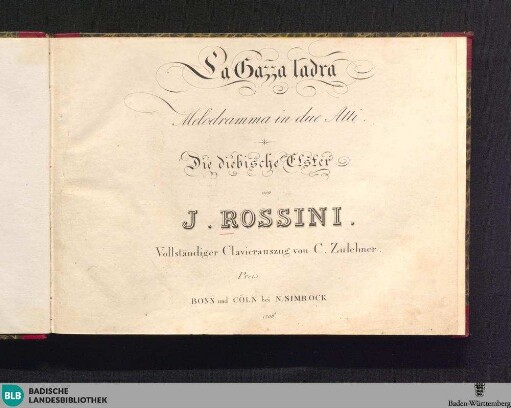 La Gazza ladra
Melodramma in due Atti.
Die diebische Elster
von
J. ROSSINI.
Vollständiger Clavierauszug von C. Zulehner
Preis
BONN und CÖLN bei N. SIMROCK
BLB
BADISCHE
LANDESBIBLIOTHEK
Baden-Württemberg